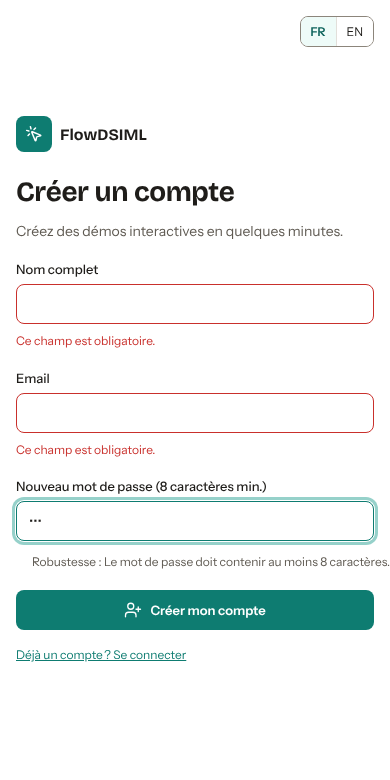 FR EN
FlowDSIML
Créer un compte
Créez des démos interactives en quelques minutes.
Nom complet
Ce champ est obligatoire.
Email
Ce champ est obligatoire.
Nouveau mot de passe (8 caractères min.)
•••
Robustesse : Le mot de passe doit contenir au moins 8 caractères.
Créer mon compte
Déjà un compte ? Se connecter